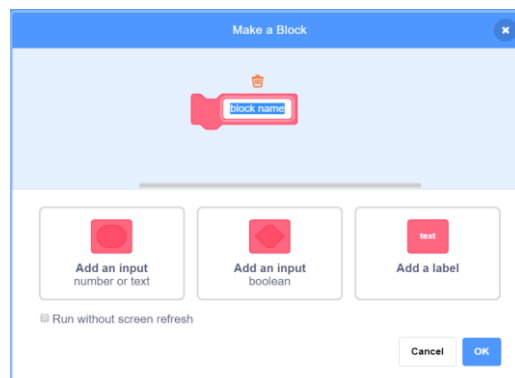 Make a Block
block name
text
Add an input
number or text
Add an input
boolean
Add a label
Run without screen refresh
Cancel
OK